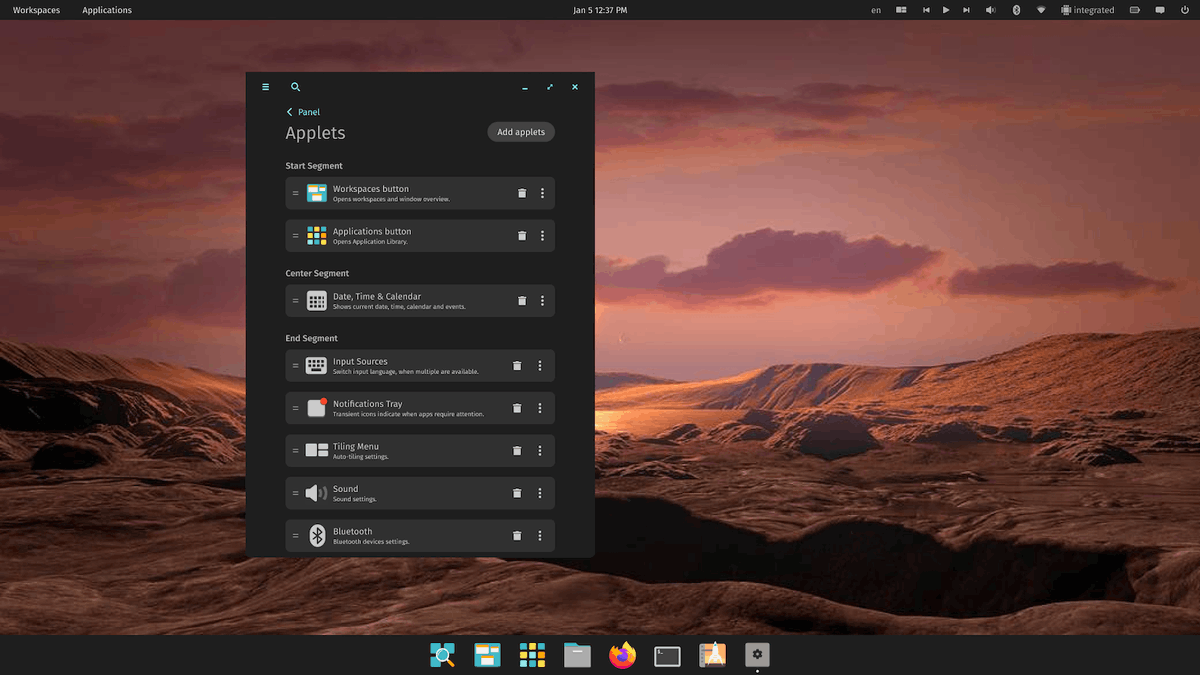 Workspaces Applications Jan 5 12:37 PM en integrated
Panel
Applets Add applets
Start Segment
Workspaces button
Opens workspaces and window overview.
Applications button
Opens Application Library.
Center Segment
Date, Time & Calendar
Shows current date, time, calendar and events.
End Segment
Input Sources
Switch input language, when multiple are available.
Notifications Tray
Transient icons indicate when apps require attention.
Tiling Menu
Auto-tiling settings.
Sound
Sound settings.
Bluetooth
Bluetooth devices settings.